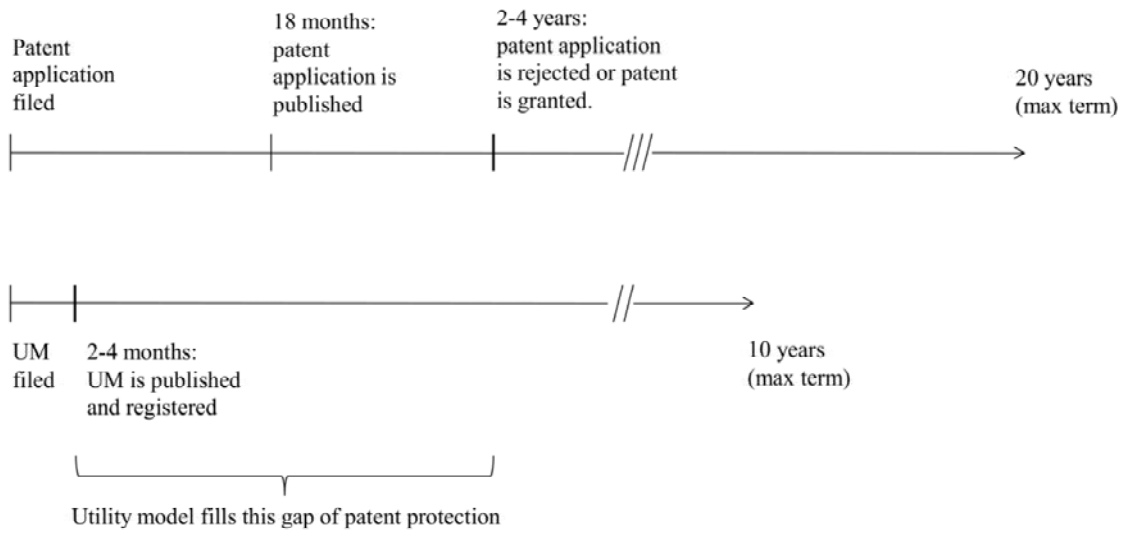 Patent
application
filed
18 months:
patent
application is
published
2-4 years:
patent application
is rejected or patent
is granted.
20 years
(max term)
UM
filed
2-4 months:
UM is published
and registered
10 years
(max term)
Utility model fills this gap of patent protection